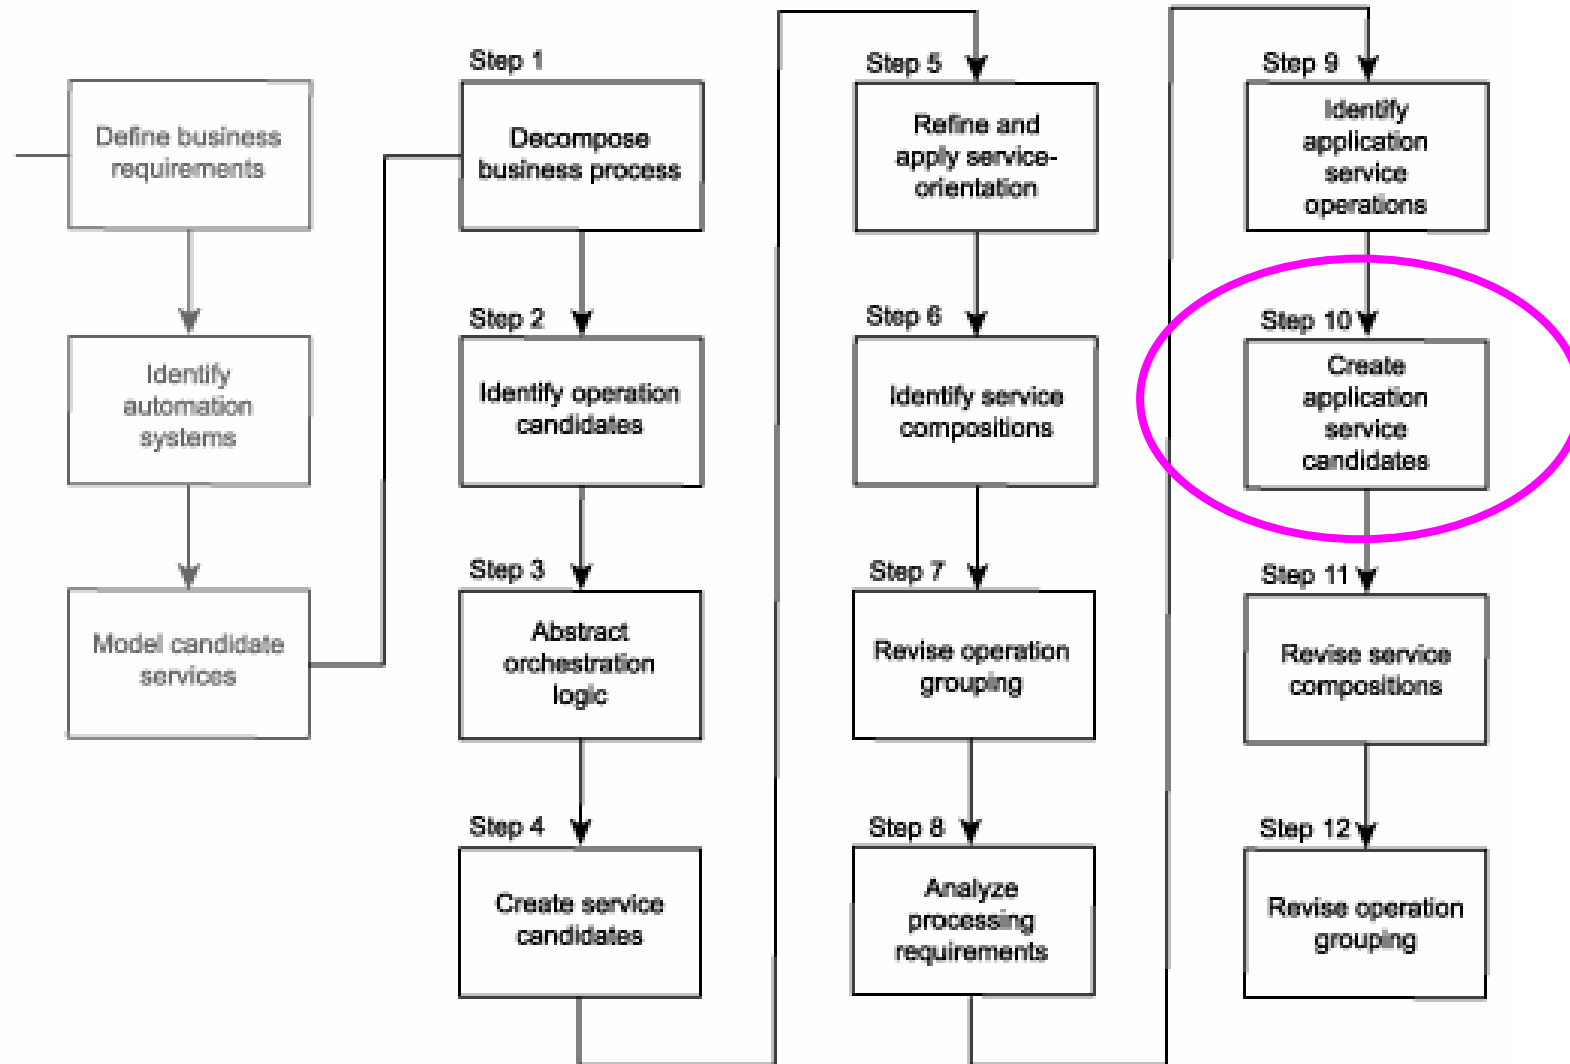 Define business
requirements
Identify
automation
systems
Model candidate
services
Step 1
Decompose
business process
Step 2
Identify operation
candidates
Step 3
Abstract
orchestration
logic
Step 4
Create service
candidates
Step 5
Refine and
apply service-
orientation
Step 6
Identify service
compositions
Step 7
Revise operation
grouping
Step 8
Analyze
processing
requirements
Step 9
Identify
application
service
operations
Step 10
Create
application
service
candidates
Step 11
Revise service
compositions
Step 12
Revise operation
grouping